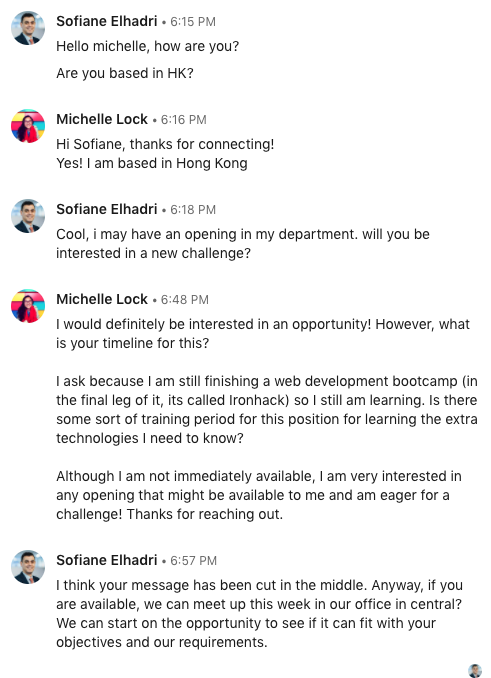 Sofiane Elhadri • 6:15 PM
Hello michelle, how are you?
Are you based in HK?
Michelle Lock • 6:16 PM
Hi Sofiane, thanks for connecting!
Yes! I am based in Hong Kong
Sofiane Elhadri • 6:18 PM
Cool, i may have an opening in my department. will you be
interested in a new challenge?
Michelle Lock • 6:48 PM
I would definitely be interested in an opportunity! However, what
is your timeline for this?
I ask because I am still finishing a web development bootcamp (in
the final leg of it, its called Ironhack) so I still am learning. Is there
some sort of training period for this position for learning the extra
technologies I need to know?
Although I am not immediately available, I am very interested in
any opening that might be available to me and am eager for a
challenge! Thanks for reaching out.
Sofiane Elhadri • 6:57 PM
I think your message has been cut in the middle. Anyway, if you
are available, we can meet up this week in our office in central?
We can start on the opportunity to see if it can fit with your
objectives and our requirements.